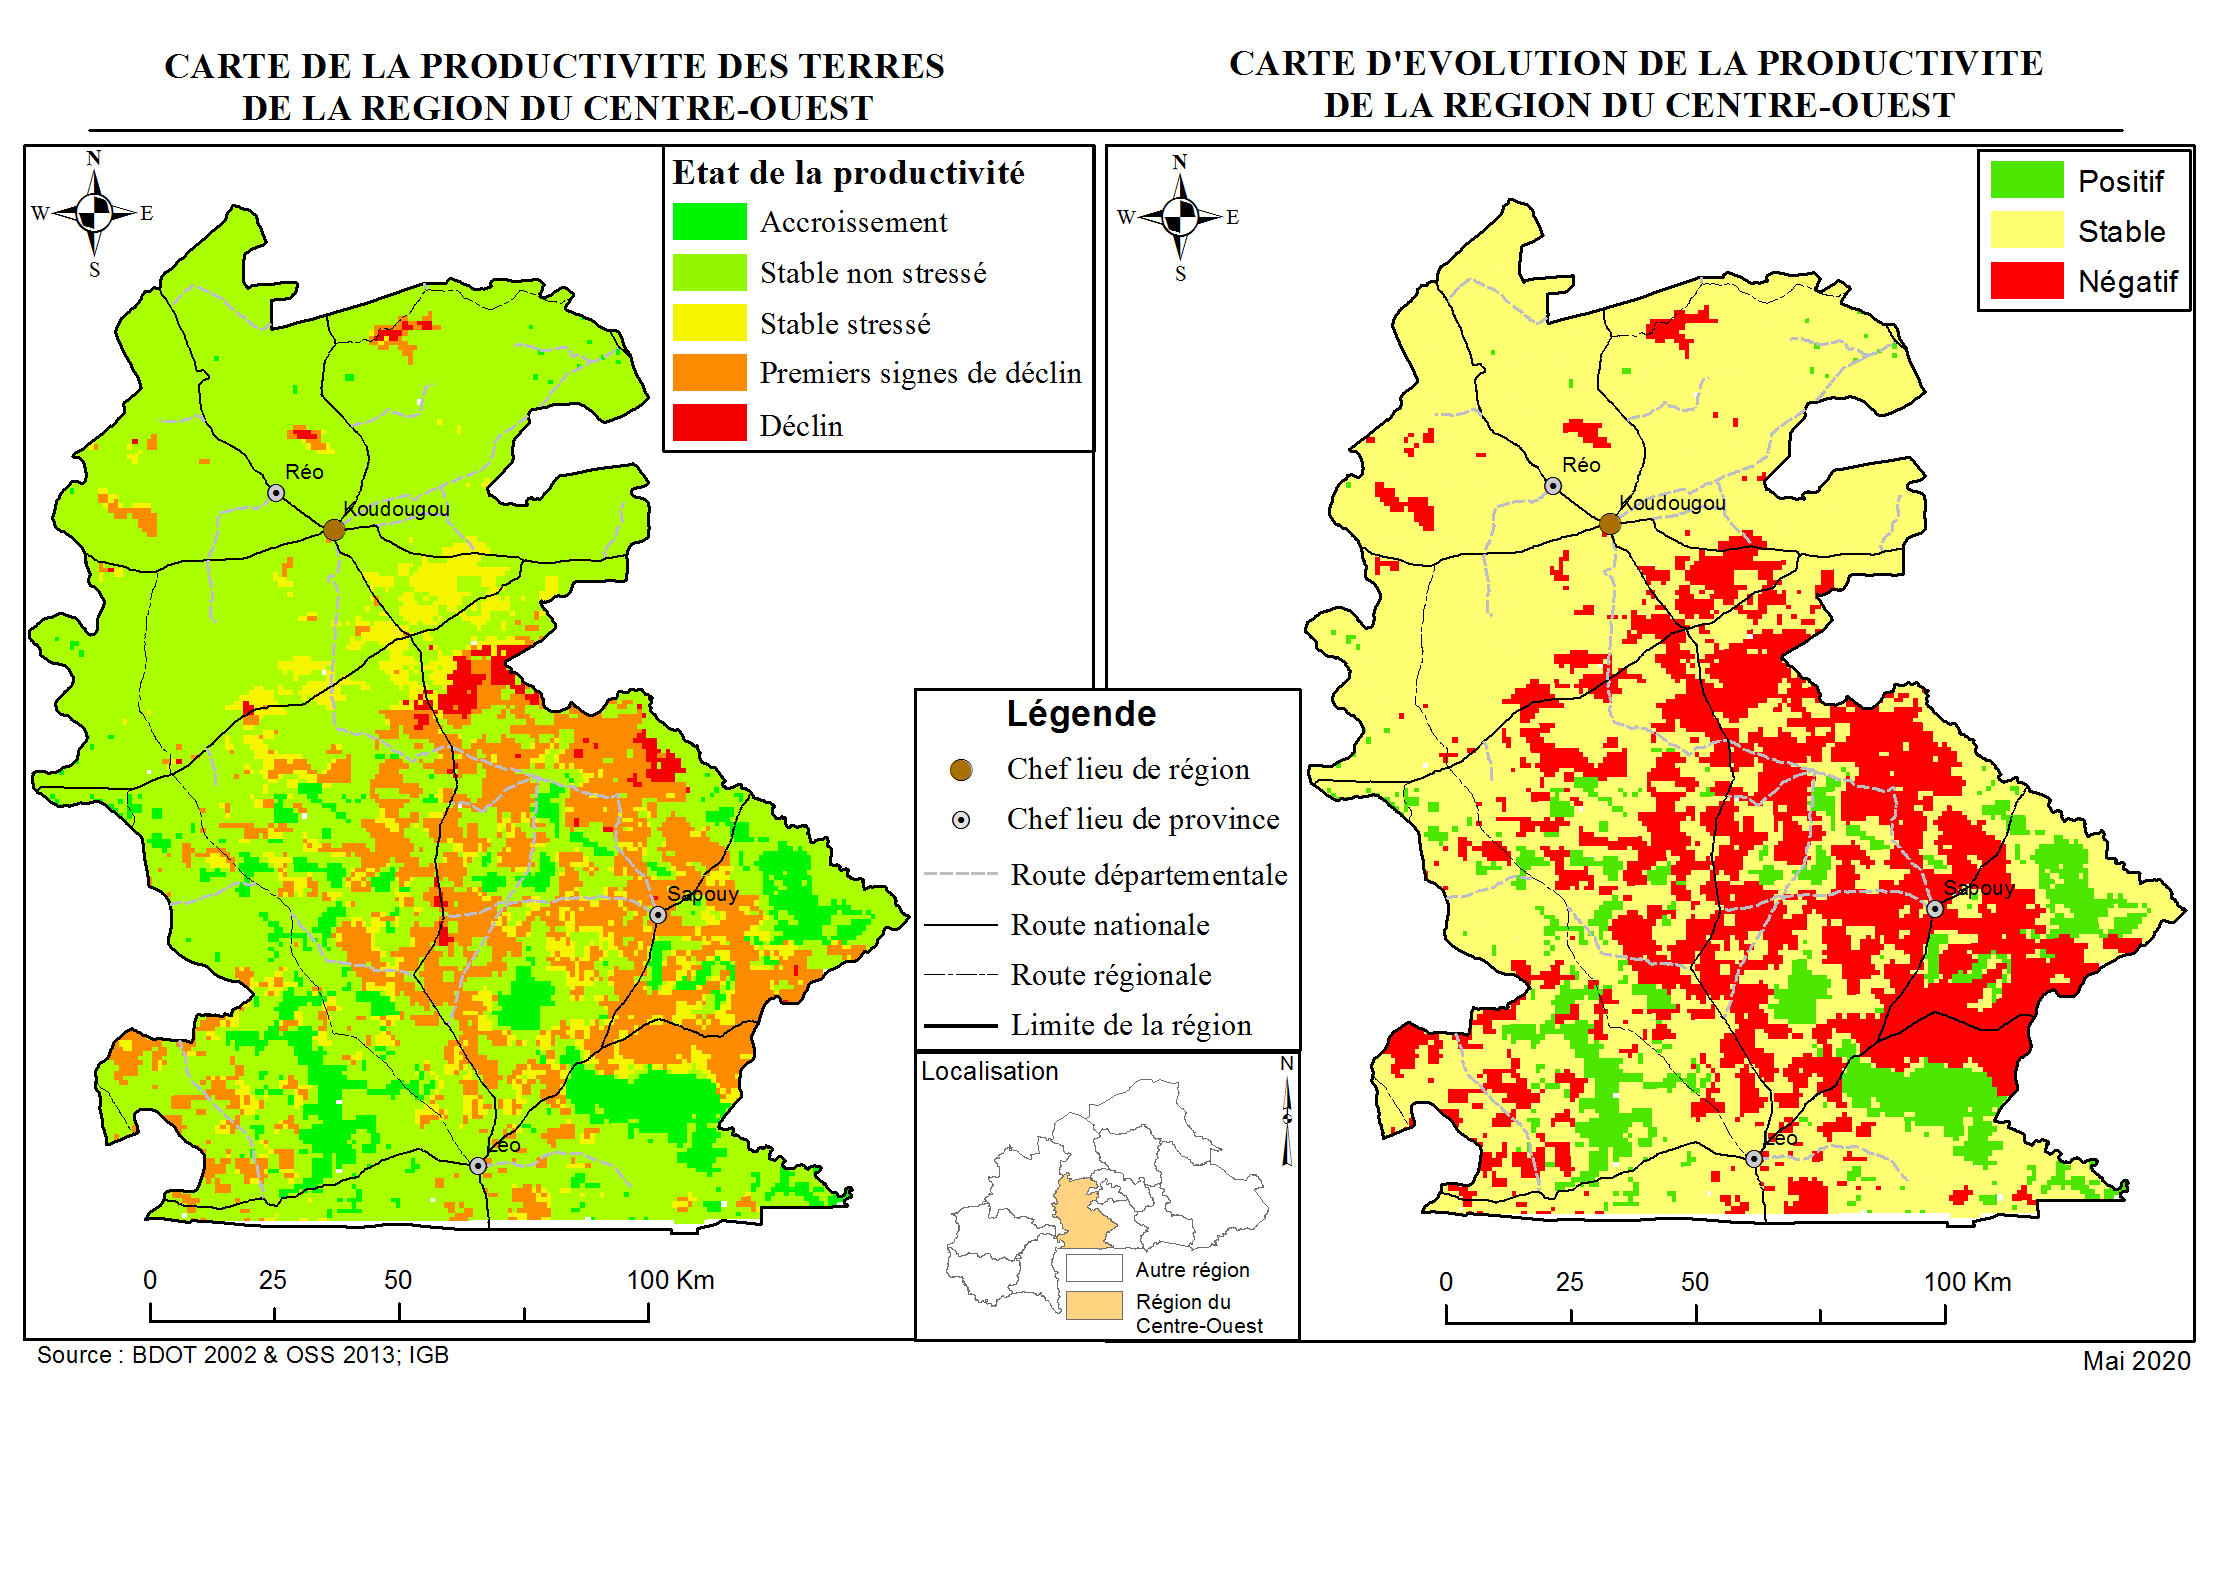 CARTE DE LA PRODUCTIVITE DES TERRES
DE LA REGION DU CENTRE-OUEST
CARTE D'EVOLUTION DE LA PRODUCTIVITE
DE LA REGION DU CENTRE-OUEST
N
W
E
S
Etat de la productivité
Accroissement
Stable non stressé
Stable stressé
Premiers signes de déclin
Déclin
Réo
Koudougou
Sapouy
Léo
0 25 50 100 Km
N
W
E
S
Positif
Stable
Négatif
Réo
Koudougou
Sapouy
Léo
0 25 50 100 Km
Légende
Chef lieu de région
Chef lieu de province
Route départementale
Route nationale
Route régionale
Limite de la région
Localisation
N
Autre région
Région du
Centre-Ouest
Source : BDOT 2002 & OSS 2013; IGB
Mai 2020